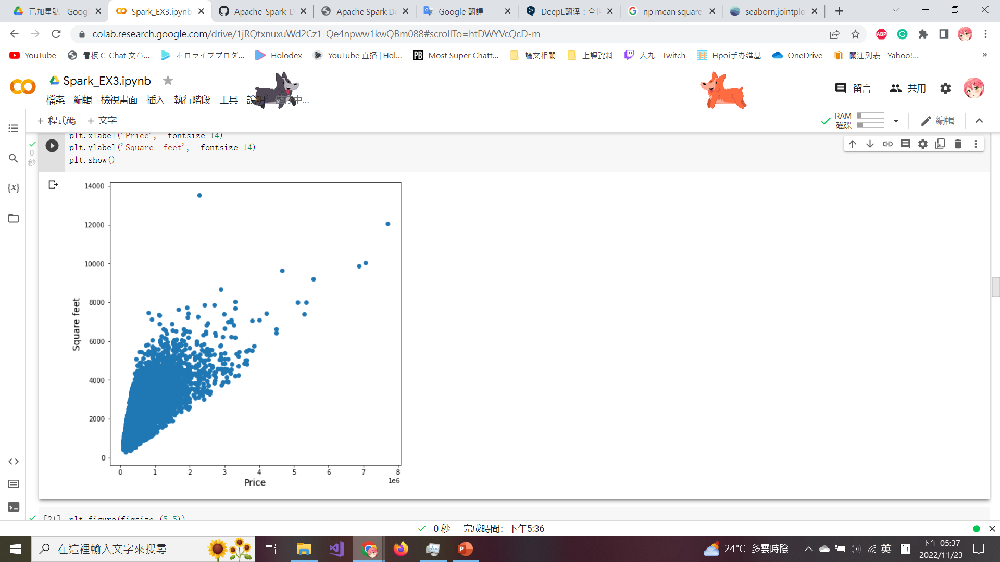 已加星號 - Googl
Spark_EX3.ipynb
Apache-Spark-D
Apache Spark De
Google 翻譯
DeepL翻译：全世
np mean square
seaborn.jointplo
colab.research.google.com/drive/1jRQtxnuxuWd2Cz1_Qe4npww1kwQBm088#scrollTo=htDWYVcQcD-m
ABP
YouTube
看板 C_Chat 文章...
ホロライブプロダ...
Holodex
YouTube 直播 | Hol...
PB
Most Super Chatt...
論文相關
上課資料
大丸 - Twitch
Hpoi手办维基
OneDrive
關注列表 - Yahoo!...
»
Spark_EX3.ipynb
留言
共用
檔案 編輯 檢視畫面 插入 執行階段 工具 說明 儲存中...
+ 程式碼 + 文字
RAM
磁碟
編輯
0
秒
{x}
plt.xlabel('Price', fontsize=14)
plt.ylabel('Square feet', fontsize=14)
plt.show()
14000
12000
10000
8000
6000
4000
2000
0
Square feet
0 1 2 3 4 5 6 7 8
1e6
Price
[21] plt.figure(figsize=(5,5))
0 秒 完成時間：下午5:36
在這裡輸入文字來搜尋
24°C 多雲時陰
英
下午 05:37
2022/11/23